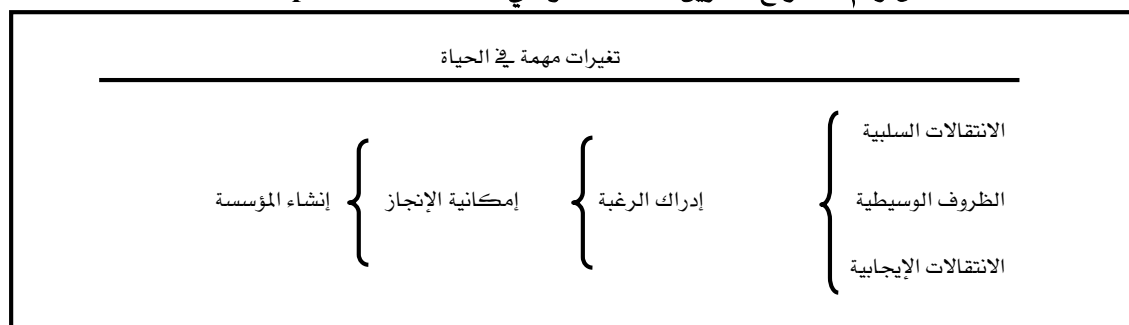 تغيرات مهمة في الحياة
الانتقالات السلبية
الظروف الوسيطية
إدراك الرغبة
إمكانية الإنجاز
إنشاء المؤسسة
الانتقالات الإيجابية